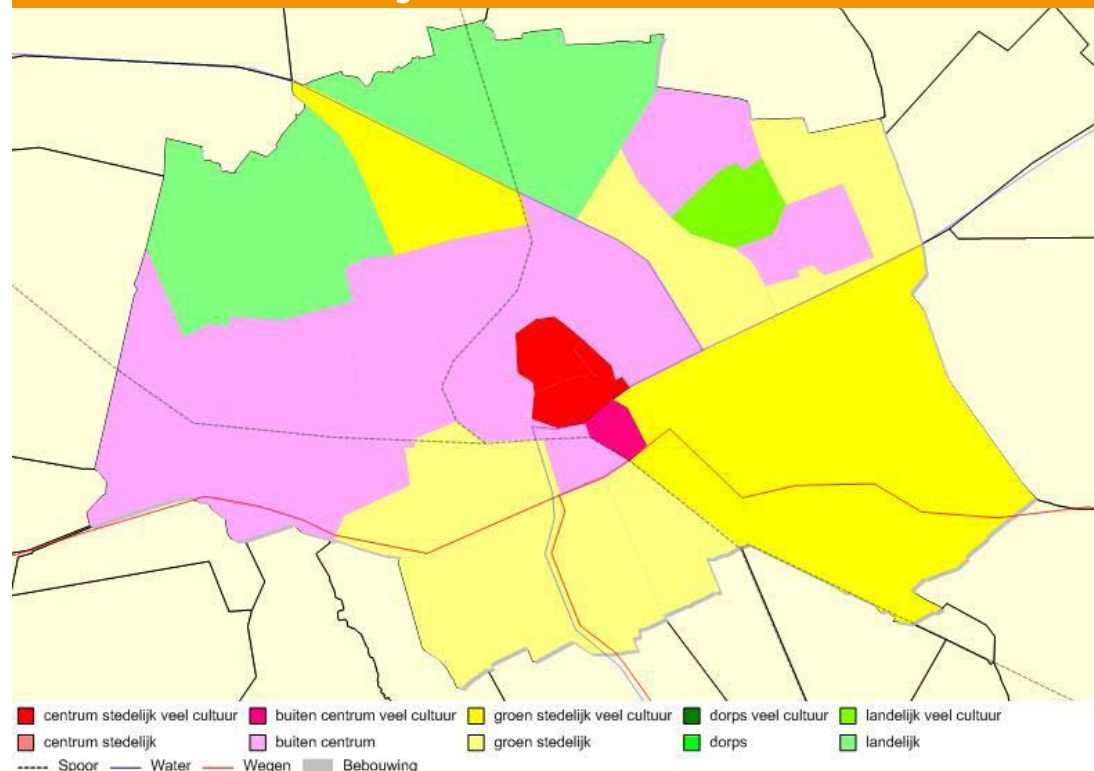 centrum stedelijk veel cultuur buiten centrum veel cultuur groen stedelijk veel cultuur dorps veel cultuur landelijk veel cultuur
centrum stedelijk buiten centrum groen stedelijk dorps landelijk
Spoor Water Wegen Bebouwing